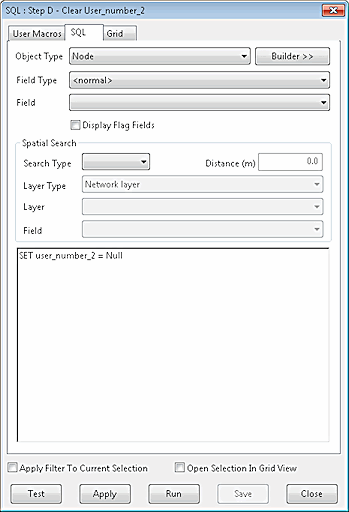 SQL : Step D - Clear User_number_2
User Macros SQL Grid
Object Type Node Builder >>
Field Type <normal>
Field
Display Flag Fields
Spatial Search
Search Type Distance (m) 0.0
Layer Type Network layer
Layer
Field
SET user_number_2 = Null
Apply Filter To Current Selection Open Selection In Grid View
Test Apply Run Save Close